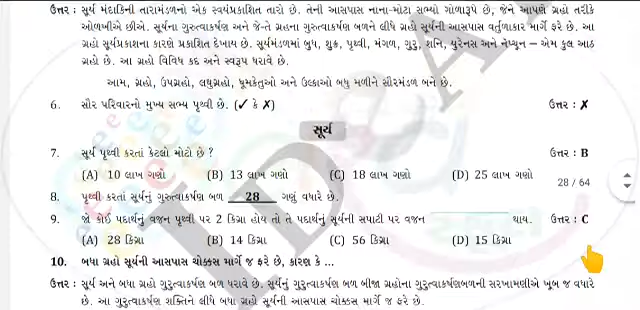 ઉત્તર : સૂર્ય મંદાકિની તારામંડળનો એક સ્વયંપ્રકાશિત તારો છે. તેની આસપાસ નાના-મોટા સભ્યો ગોળારૂપે છે, જેને આપણે ગ્રહો તરીકે
ઓળખીએ છીએ. સૂર્યના ગુરુત્વાકર્ષણ અને જે-તે ગ્રહના ગુરુત્વાકર્ષણ બળને લીધે ગ્રહો સૂર્યની આસપાસ વર્તુળાકાર માર્ગે ફરે છે. આ
ગ્રહો સૂર્યપ્રકાશના કારણે પ્રકાશિત દેખાય છે. સૂર્યમંડળમાં બુધ, શુક્ર, પૃથ્વી, મંગળ, ગુરુ, શનિ, યુરેનસ અને નેપ્ચુન – એમ કુલ આઠ
ગ્રહો છે. આ ગ્રહો વિવિધ કદ અને સ્વરૂપ ધરાવે છે.
આમ, ગ્રહો, ઉપગ્રહો, લઘુગ્રહો, ધૂમકેતુઓ અને ઉલ્કાઓ બધુ મળીને સૌરમંડળ બને છે.
6. સૌર પરિવારનો મુખ્ય સભ્ય પૃથ્વી છે. (✓ કે ✗) ઉત્તર : ✗
સૂર્ય
7. સૂર્ય પૃથ્વી કરતાં કેટલો મોટો છે ? ઉત્તર : B
(A) 10 લાખ ગણો (B) 13 લાખ ગણો (C) 18 લાખ ગણો (D) 25 લાખ ગણો
28 / 64
8. પૃથ્વી કરતાં સૂર્યનું ગુરુત્વાકર્ષણ બળ 28 ગણું વધારે છે.
9. જો કોઈ પદાર્થનું વજન પૃથ્વી પર 2 કિગ્રા હોય તો તે પદાર્થનું સૂર્યની સપાટી પર વજન ____________ થાય. ઉત્તર : C
(A) 28 કિગ્રા (B) 14 કિગ્રા (C) 56 કિગ્રા (D) 15 કિગ્રા
10. બધા ગ્રહો સૂર્યની આસપાસ ચોક્કસ માર્ગે જ ફરે છે, કારણ કે ...
ઉત્તર : સૂર્ય અને બધા ગ્રહો ગુરુત્વાકર્ષણ બળ ધરાવે છે. સૂર્યનું ગુરુત્વાકર્ષણ બળ બીજા ગ્રહોના ગુરુત્વાકર્ષણબળની સરખામણીએ ખૂબ જ વધારે
છે. આ ગુરુત્વાકર્ષણ શક્તિને લીધે બધા ગ્રહો સૂર્યની આસપાસ ચોક્કસ માર્ગે જ ફરે છે.